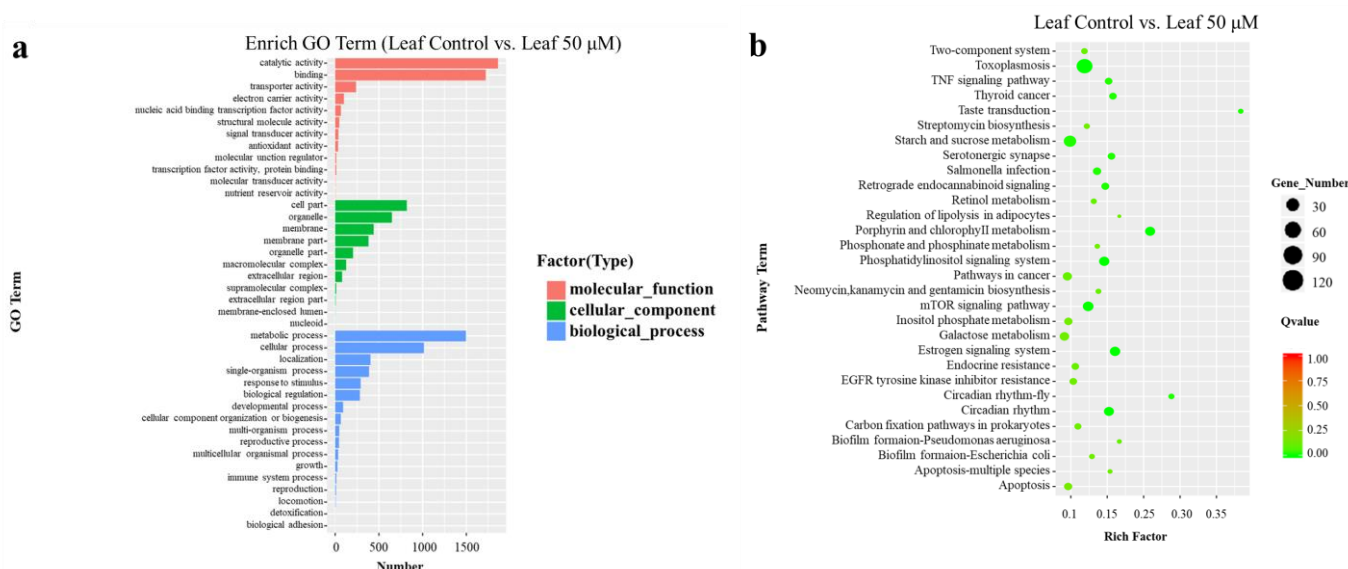 a
Enrich GO Term (Leaf Control vs. Leaf 50 μM)
GO Term
catalytic activity
binding
transporter activity
electron carrier activity
nucleic acid binding transcription factor activity
structural molecule activity
signal transducer activity
antioxidant activity
molecular unction regulator
transcription factor activity, protein binding
molecular transducer activity
nutrient reservoir activity
cell part
organelle
membrane
membrane part
organelle part
macromolecular complex
extracellular region
supramolecular complex
extracellular region part
membrane-enclosed lumen
nucleoid
metabolic process
cellular process
localization
single-organism process
response to stimulus
biological regulation
developmental process
cellular component organization or biogenesis
multi-organism process
reproductive process
multicellular organismal process
growth
immune system process
reproduction
locomotion
detoxification
biological adhesion
0 500 1000 1500
Number
Factor(Type)
molecular_function
cellular_component
biological_process
b
Leaf Control vs. Leaf 50 μM
Pathway Term
Two-component system
Toxoplasmosis
TNF signaling pathway
Thyroid cancer
Taste transduction
Streptomycin biosynthesis
Starch and sucrose metabolism
Serotonergic synapse
Salmonella infection
Retrograde endocannabinoid signaling
Retinol metabolism
Regulation of lipolysis in adipocytes
Porphyrin and chlorophyII metabolism
Phosphonate and phosphinate metabolism
Phosphatidylinositol signaling system
Pathways in cancer
Neomycin,kanamycin and gentamicin biosynthesis
mTOR signaling pathway
Inositol phosphate metabolism
Galactose metabolism
Estrogen signaling system
Endocrine resistance
EGFR tyrosine kinase inhibitor resistance
Circadian rhythm-fly
Circadian rhythm
Carbon fixation pathways in prokaryotes
Biofilm formaion-Pseudomonas aeruginosa
Biofilm formaion-Escherichia coli
Apoptosis-multiple species
Apoptosis
0.1 0.15 0.25 0.30 0.35
Rich Factor
Gene_Number
30
60
90
120
Qvalue
1.00
0.75
0.50
0.25
0.00